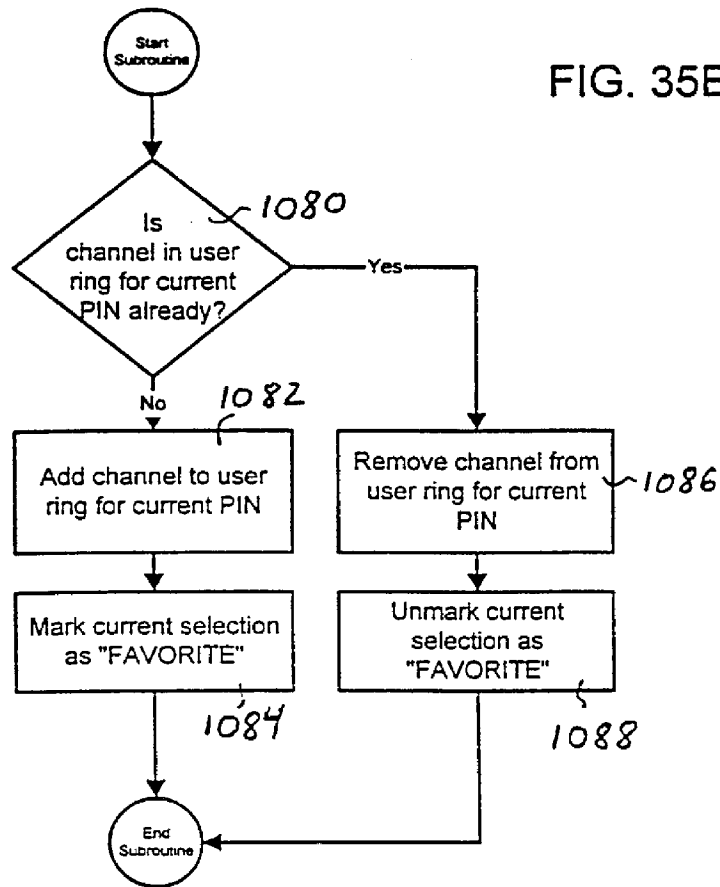 Start
Subroutine
FIG. 35B
1080
Is
channel in user
ring for current
PIN already?
Yes
No
1082
Add channel to user
ring for current PIN
Remove channel from
user ring for current
PIN
1086
Mark current selection
as "FAVORITE"
Unmark current
selection as
"FAVORITE"
1084
1088
End
Subroutine